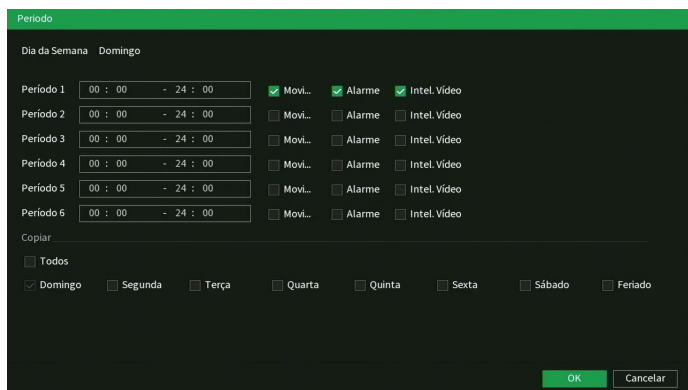 Periodo
Dia da Semana Domingo
Período 1 00 : 00 - 24 : 00 Movi... Alarme Intel. Vídeo
Período 2 00 : 00 - 24 : 00 Movi... Alarme Intel. Vídeo
Período 3 00 : 00 - 24 : 00 Movi... Alarme Intel. Vídeo
Período 4 00 : 00 - 24 : 00 Movi... Alarme Intel. Vídeo
Período 5 00 : 00 - 24 : 00 Movi... Alarme Intel. Vídeo
Período 6 00 : 00 - 24 : 00 Movi... Alarme Intel. Vídeo
Copiar
Todos
Domingo Segunda Terça Quarta Quinta Sexta Sábado Feriado
OK Cancelar